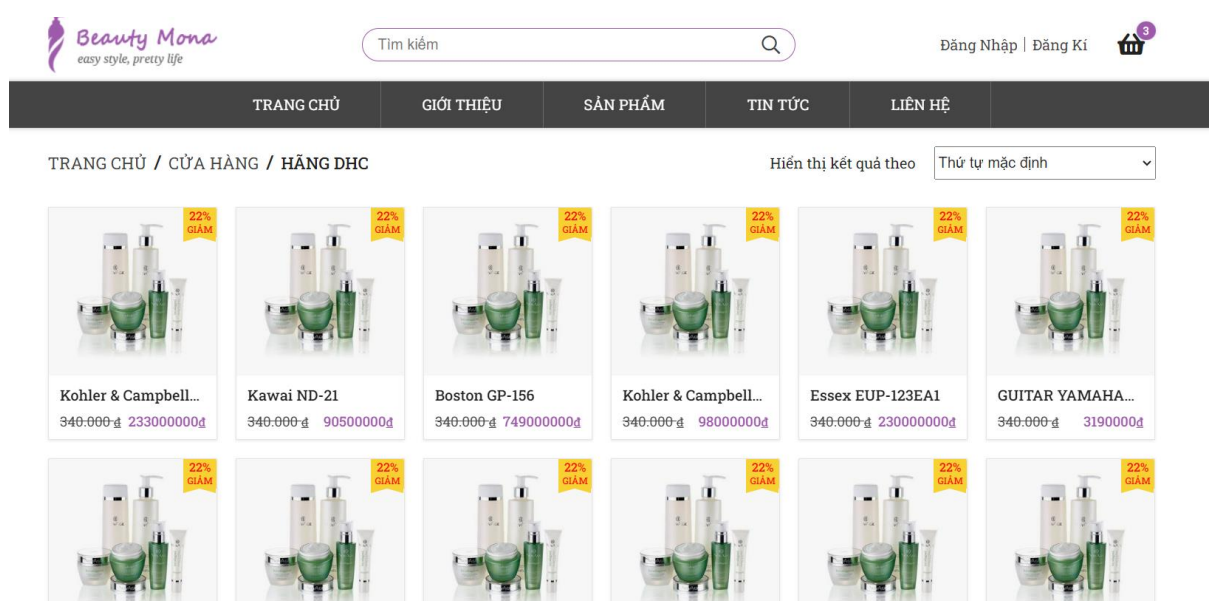 Beauty Mona
easy style, pretty life
Tìm kiếm
Đăng Nhập | Đăng Kí
3
TRANG CHỦ
GIỚI THIỆU
SẢN PHẨM
TIN TỨC
LIÊN HỆ
TRANG CHỦ / CỬA HÀNG / HÃNG DHC
Hiển thị kết quả theo
Thứ tự mặc định
22%
GIẢM
22%
GIẢM
22%
GIẢM
22%
GIẢM
22%
GIẢM
22%
GIẢM
Kohler & Campbell...
340.000 ₫ 233000000₫
Kawai ND-21
340.000 ₫ 90500000₫
Boston GP-156
340.000 ₫ 749000000₫
Kohler & Campbell...
340.000 ₫ 98000000₫
Essex EUP-123EA1
340.000 ₫ 230000000₫
GUITAR YAMAHA...
340.000 ₫ 3190000₫
22%
GIẢM
22%
GIẢM
22%
GIẢM
22%
GIẢM
22%
GIẢM
22%
GIẢM